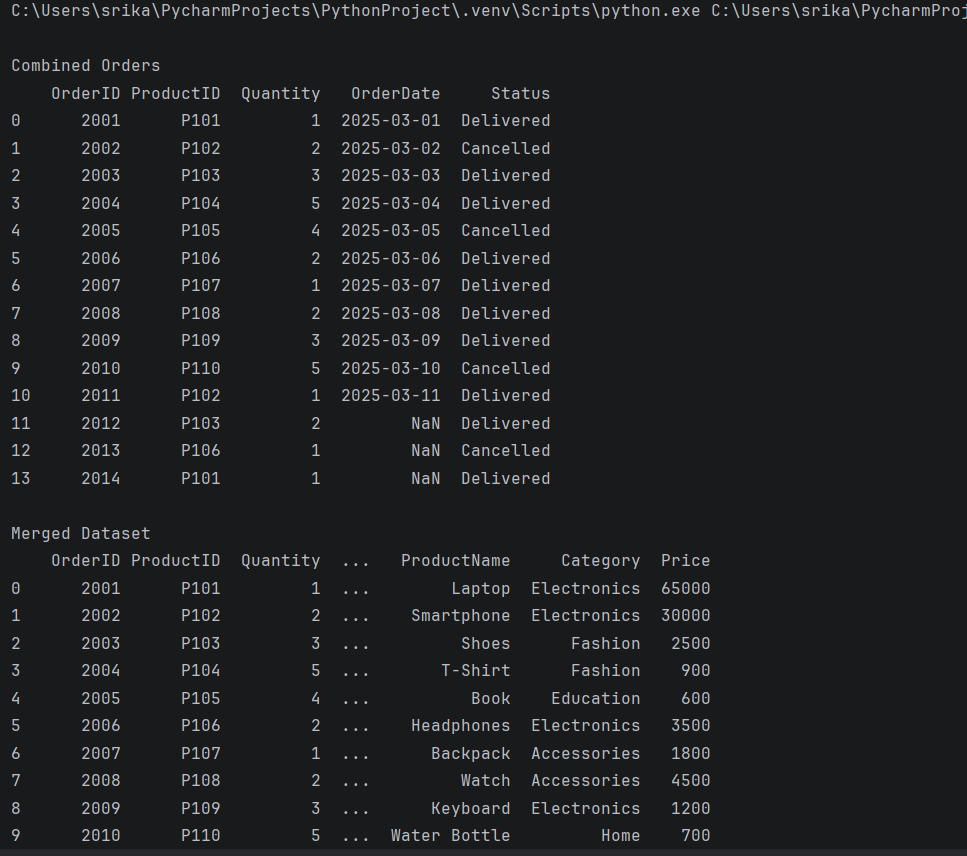 C:\Users\srika\PycharmProjects\PythonProject\.venv\Scripts\python.exe C:\Users\srika\PycharmProj
Combined Orders
    OrderID ProductID  Quantity   OrderDate     Status
0      2001      P101         1  2025-03-01  Delivered
1      2002      P102         2  2025-03-02  Cancelled
2      2003      P103         3  2025-03-03  Delivered
3      2004      P104         5  2025-03-04  Delivered
4      2005      P105         4  2025-03-05  Cancelled
5      2006      P106         2  2025-03-06  Delivered
6      2007      P107         1  2025-03-07  Delivered
7      2008      P108         2  2025-03-08  Delivered
8      2009      P109         3  2025-03-09  Delivered
9      2010      P110         5  2025-03-10  Cancelled
10     2011      P102         1  2025-03-11  Delivered
11     2012      P103         2         NaN  Delivered
12     2013      P106         1         NaN  Cancelled
13     2014      P101         1         NaN  Delivered
Merged Dataset
    OrderID ProductID  Quantity  ...   ProductName     Category  Price
0      2001      P101         1  ...        Laptop  Electronics  65000
1      2002      P102         2  ...    Smartphone  Electronics  30000
2      2003      P103         3  ...         Shoes      Fashion   2500
3      2004      P104         5  ...       T-Shirt      Fashion    900
4      2005      P105         4  ...          Book    Education    600
5      2006      P106         2  ...    Headphones  Electronics   3500
6      2007      P107         1  ...      Backpack  Accessories   1800
7      2008      P108         2  ...         Watch  Accessories   4500
8      2009      P109         3  ...      Keyboard  Electronics   1200
9      2010      P110         5  ...  Water Bottle         Home    700